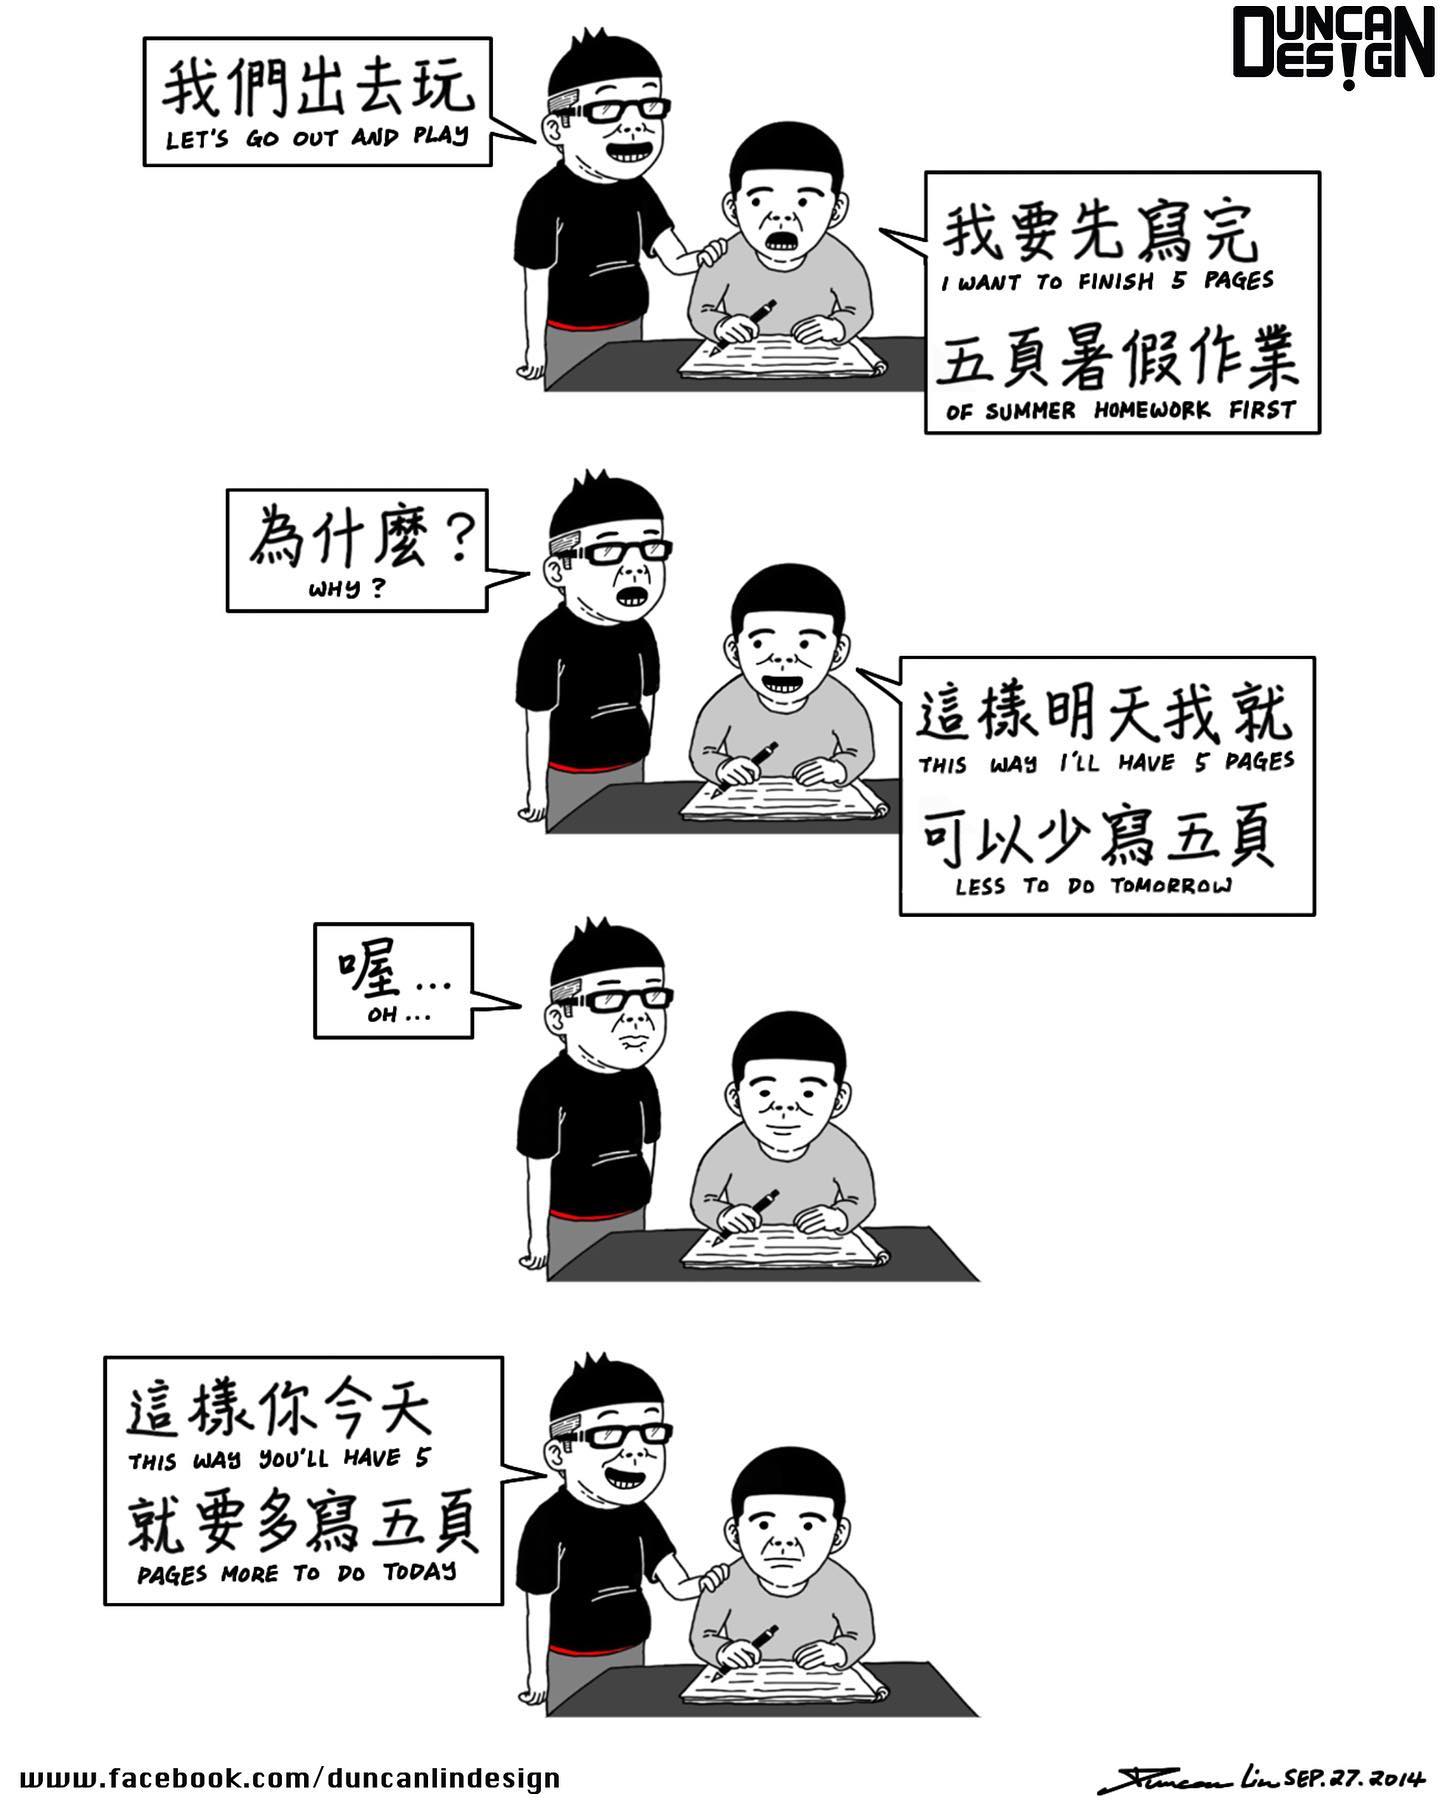 DUNCAN
DESIGN
我們出去玩
LET'S GO OUT AND PLAY
我要先寫完
I WANT TO FINISH 5 PAGES
五頁暑假作業
OF SUMMER HOMEWORK FIRST
為什麼？
WHY?
這樣明天我就
THIS WAY I'LL HAVE 5 PAGES
可以少寫五頁
LESS TO DO TOMORROW
喔...
OH...
這樣你今天
THIS WAY YOU'LL HAVE 5
就要多寫五頁
PAGES MORE TO DO TODAY
www.facebook.com/duncanlindesign
Duncan Lin SEP.27.2014